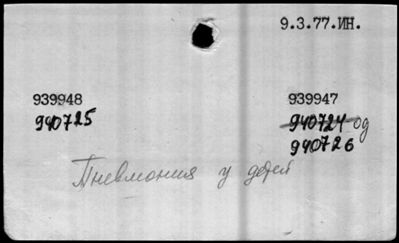 9.3.77.ИН.
939948 939947
940725 940724 од
940726
Пневмония у детей